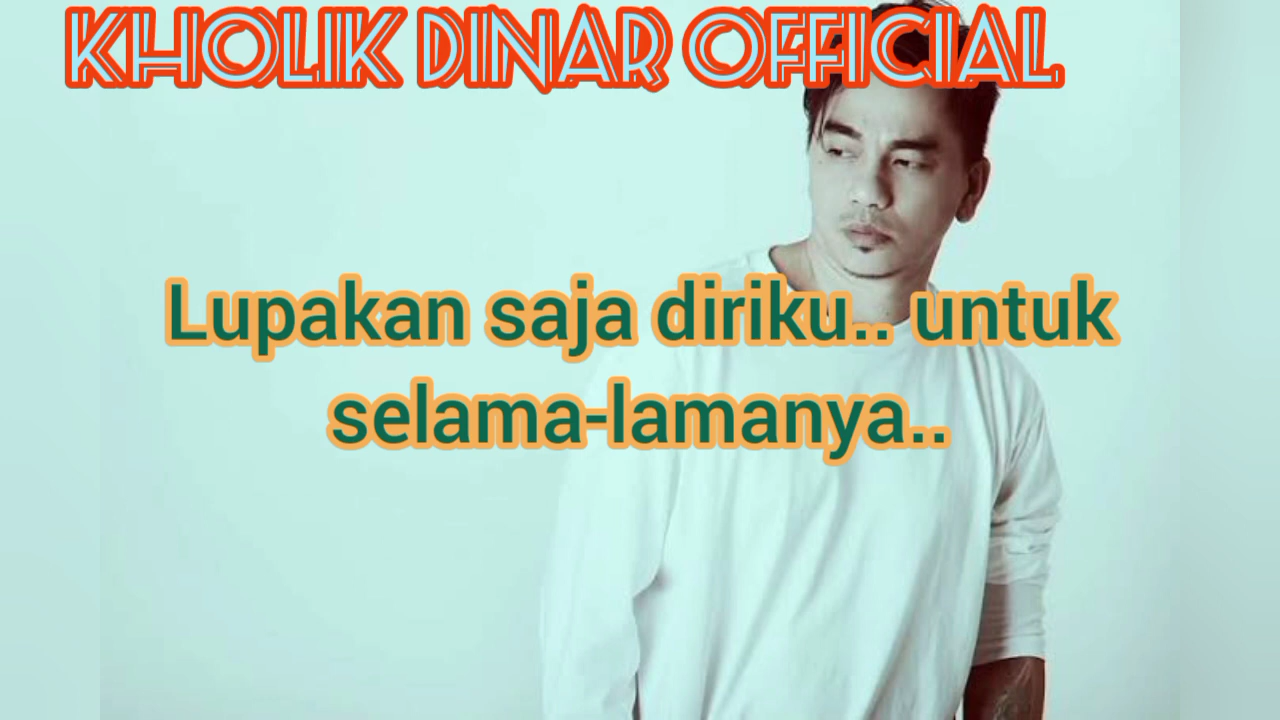 KHOLIK DINAR OFFICIAL
Lupakan saja diriku.. untuk
selama-lamanya..